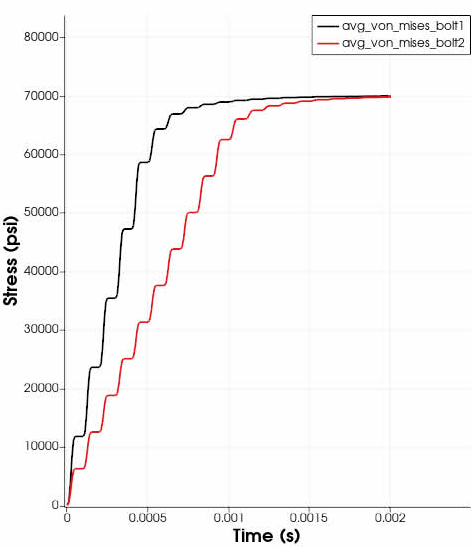 avg_von_mises_bolt1
avg_von_mises_bolt2
80000
70000
60000
50000
40000
30000
20000
10000
0
Stress (psi)
0 0.0005 0.001 0.0015 0.002
Time (s)